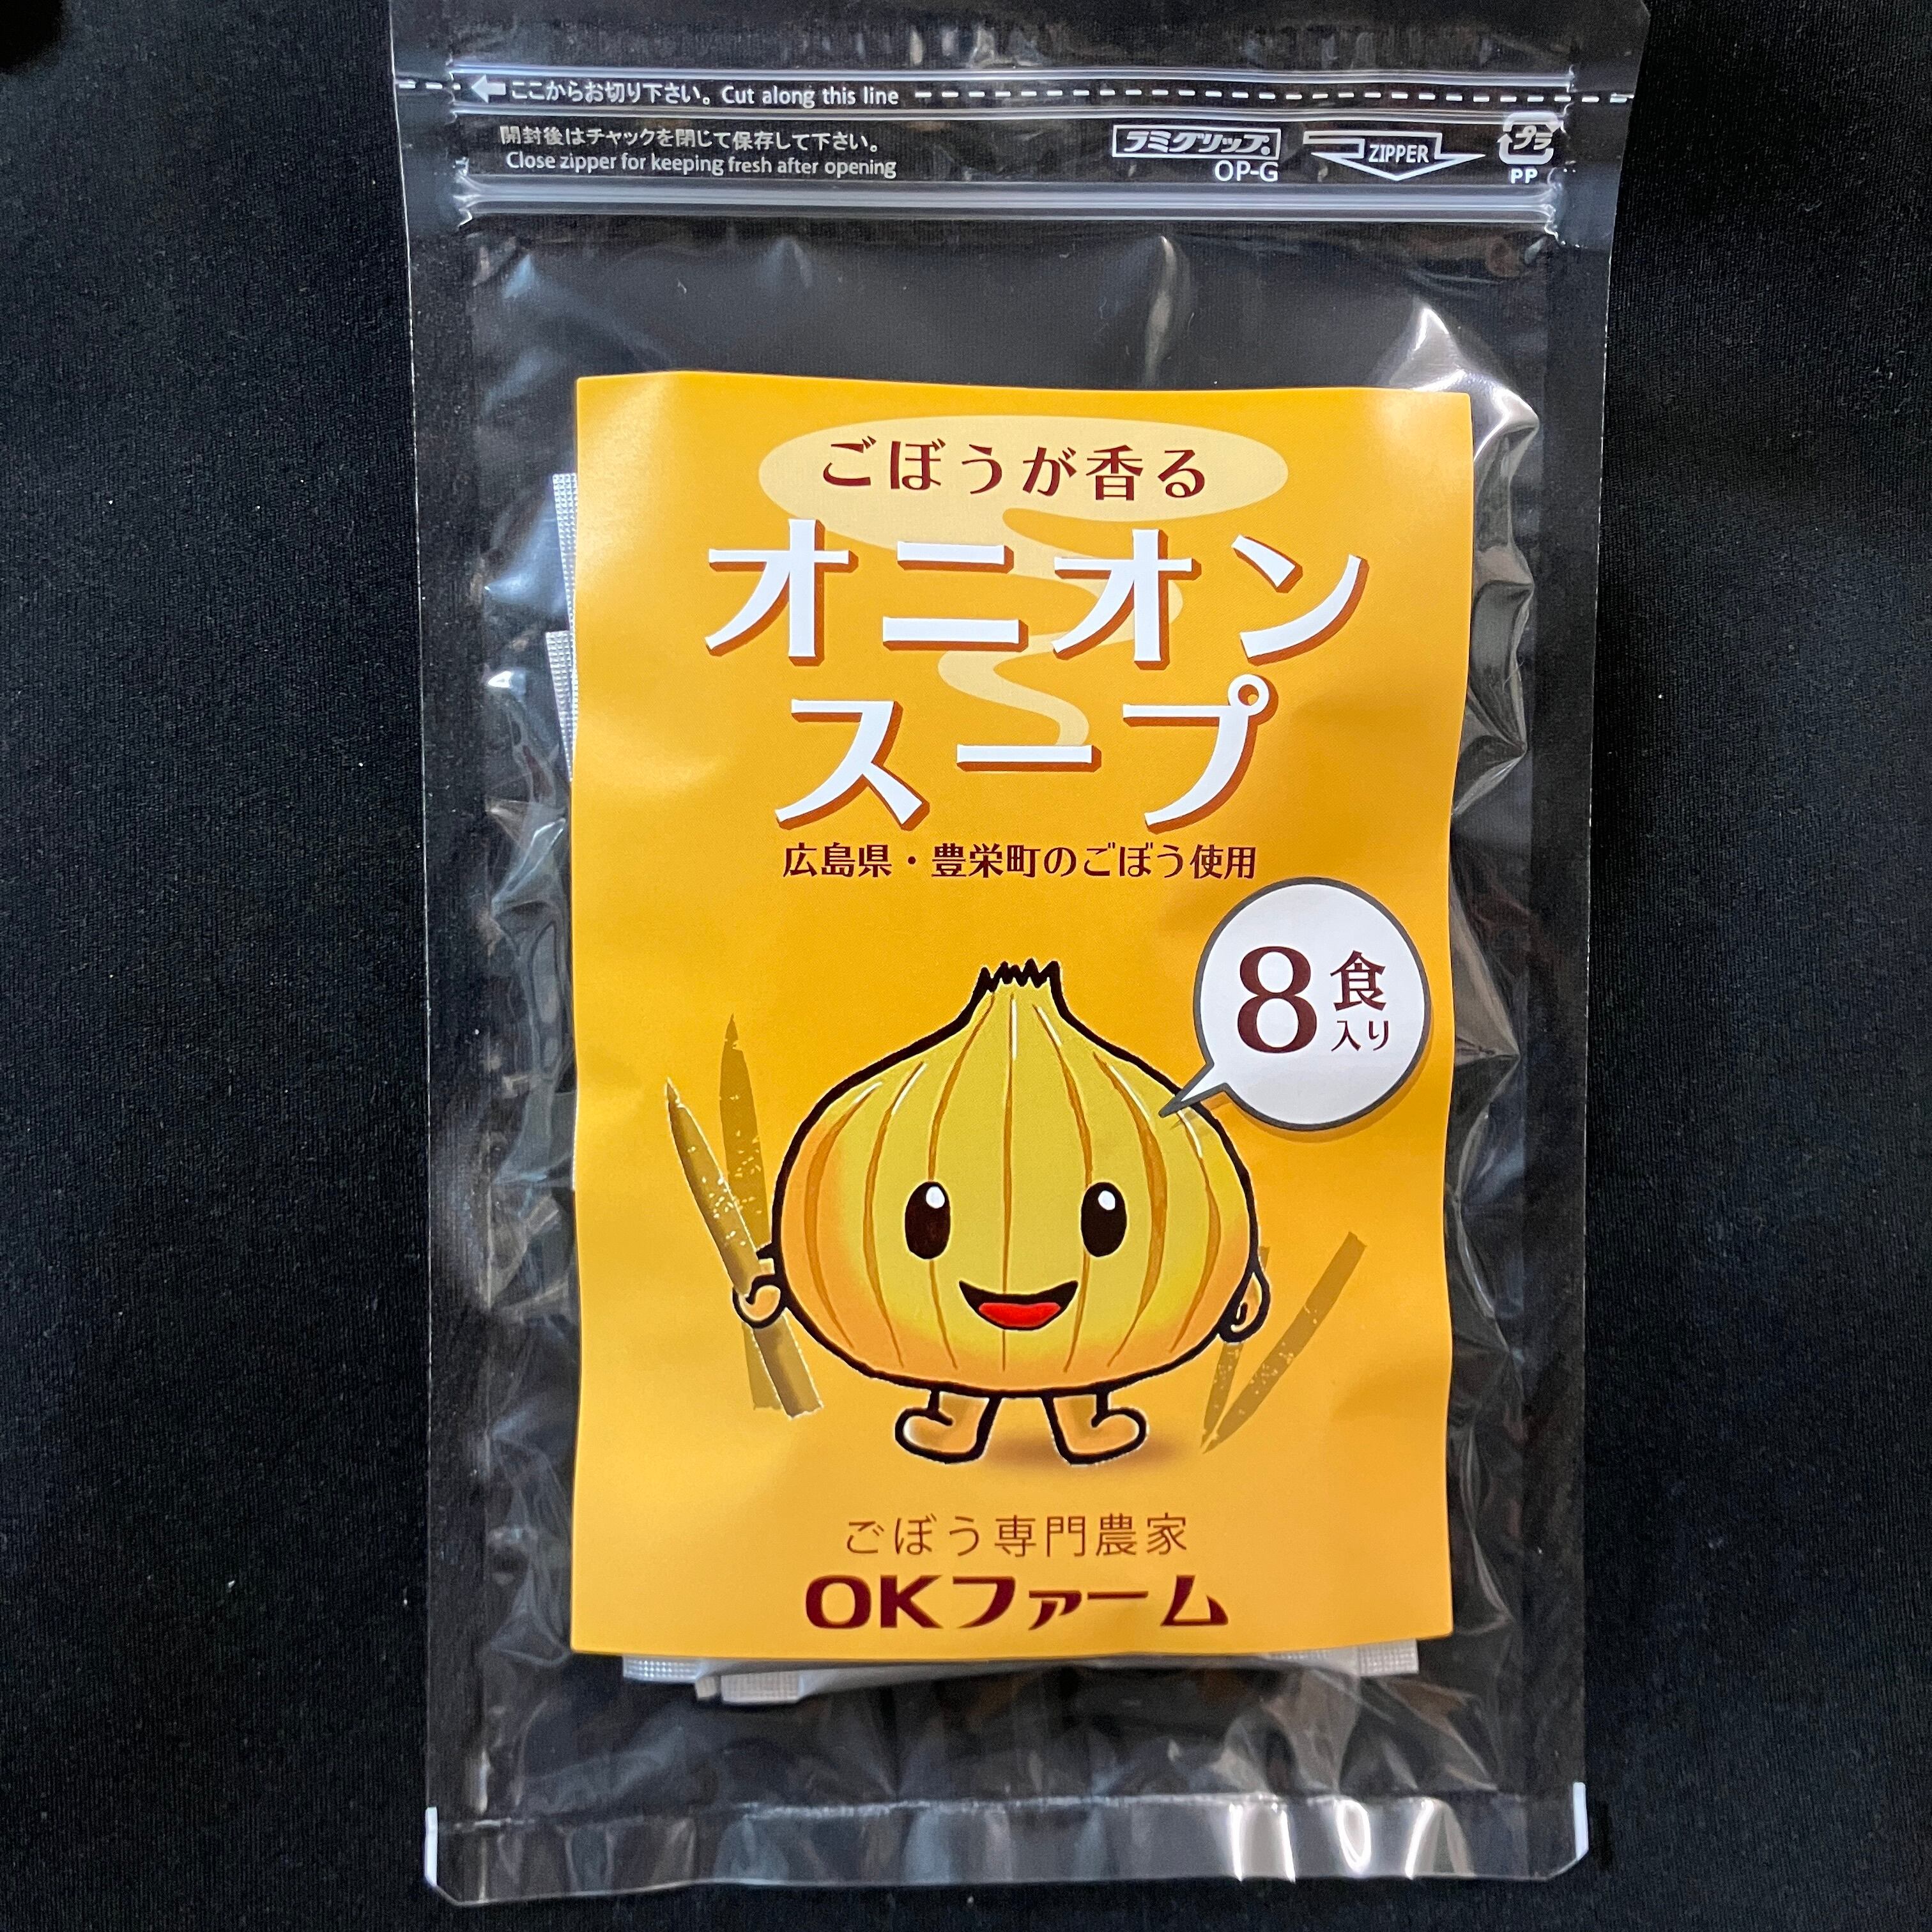 ここからお切り下さい。 Cut along this line
開封後はチャックを閉じて保存して下さい。
Close zipper for keeping fresh after opening
ラミグリップ®
OP-G
ZIPPER
プラ
PP
ごぼうが香る
オニオン
スープ
広島県・豊栄町のごぼう使用
8食
入り
ごぼう専門農家
OKファーム